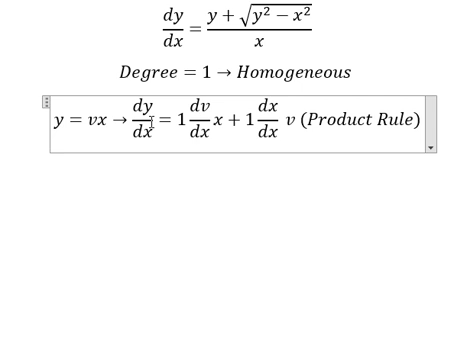 dy/dx = (y + √(y² − x²))/x
Degree = 1 → Homogeneous
y = vx → dy/dx = 1 dv/dx x + 1 dx/dx v (Product Rule)